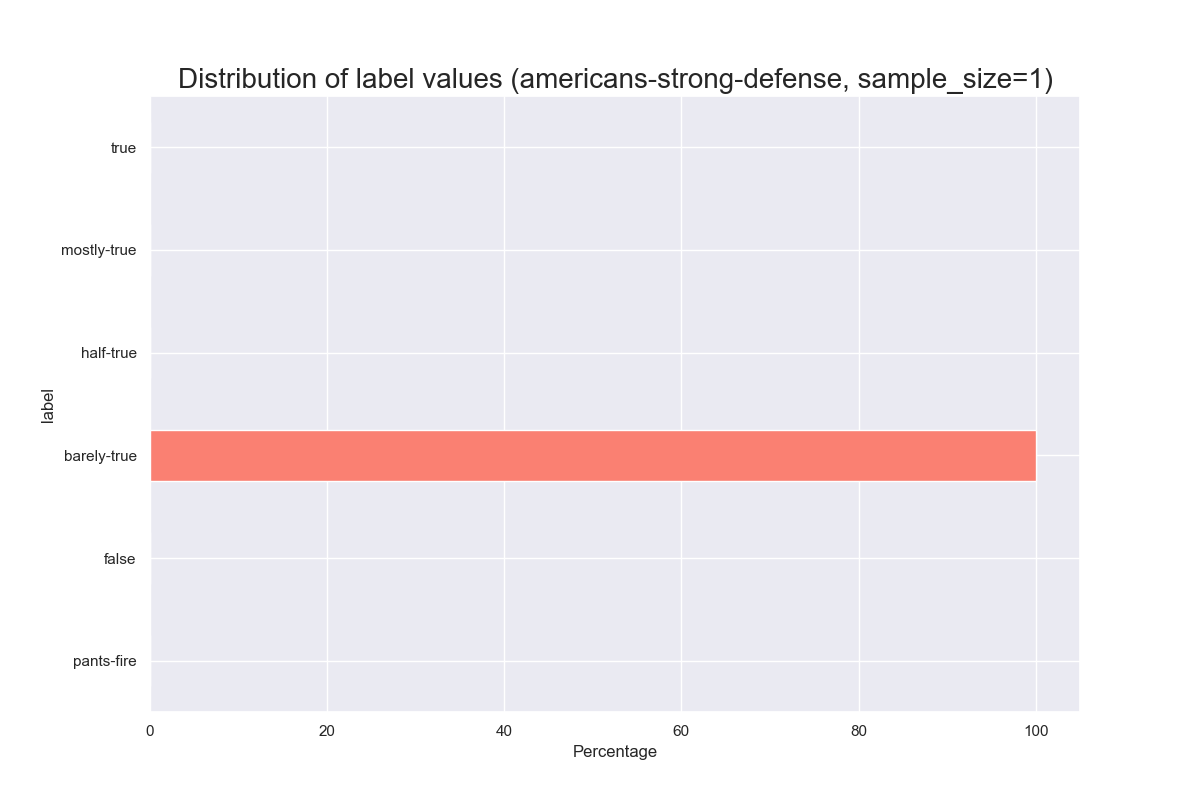 Distribution of label values (americans-strong-defense, sample_size=1)
true
mostly-true
half-true
label
barely-true
false
pants-fire
0 20 40 60 80 100
Percentage